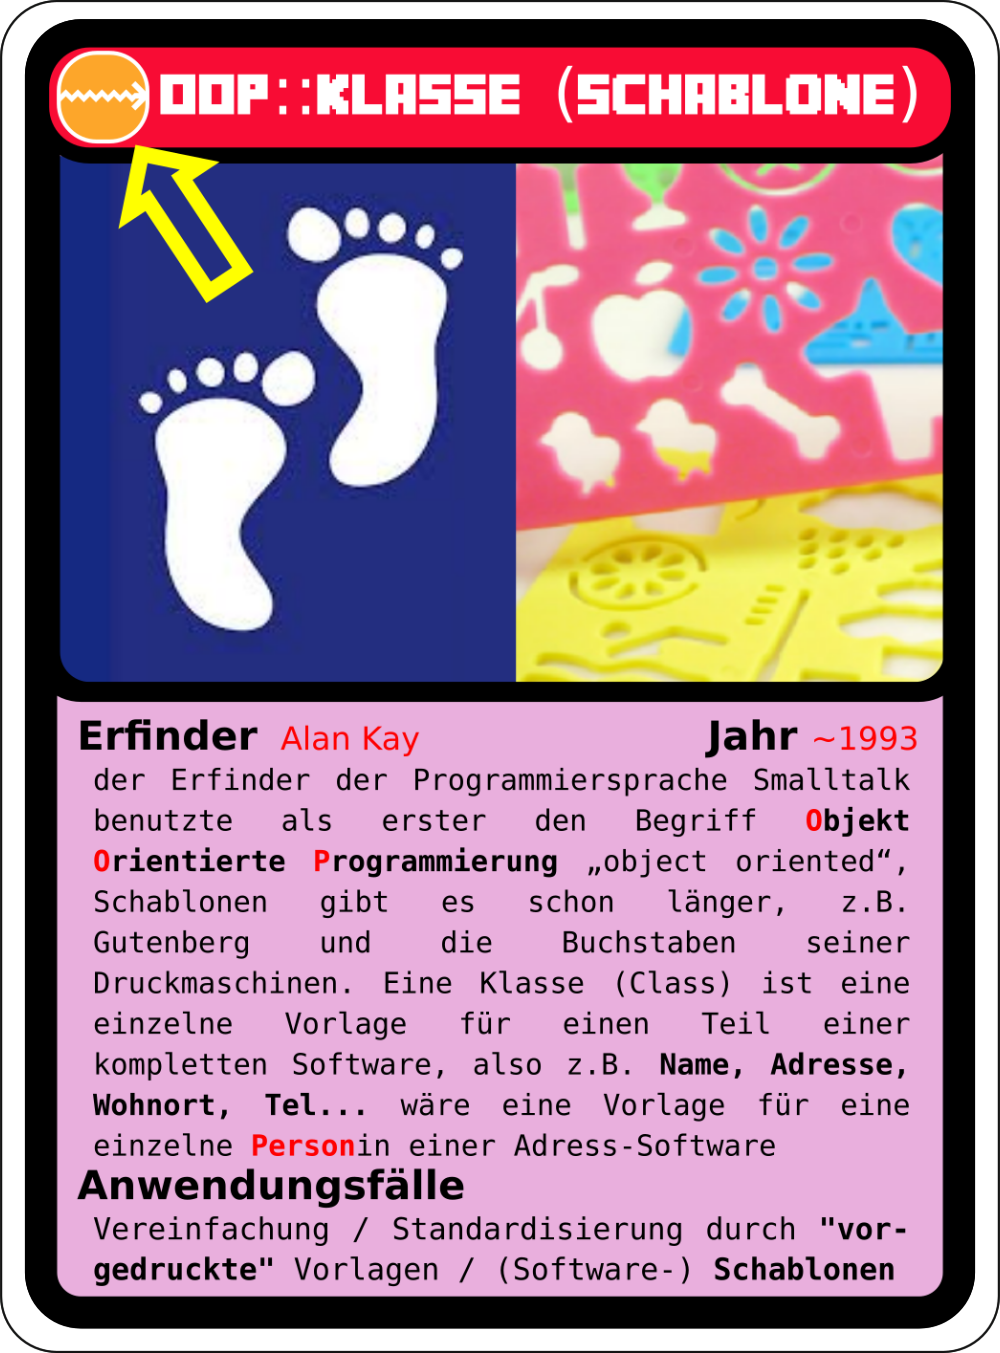 OOP::KLASSE (SCHABLONE)
Erfinder Alan Kay Jahr ~1993
der Erfinder der Programmiersprache Smalltalk
benutzte als erster den Begriff Objekt
Orientierte Programmierung „object oriented“,
Schablonen gibt es schon länger, z.B.
Gutenberg und die Buchstaben seiner
Druckmaschinen. Eine Klasse (Class) ist eine
einzelne Vorlage für einen Teil einer
kompletten Software, also z.B. Name, Adresse,
Wohnort, Tel... wäre eine Vorlage für eine
einzelne Personin einer Adress-Software
Anwendungsfälle
Vereinfachung / Standardisierung durch "vor-
gedruckte" Vorlagen / (Software-) Schablonen